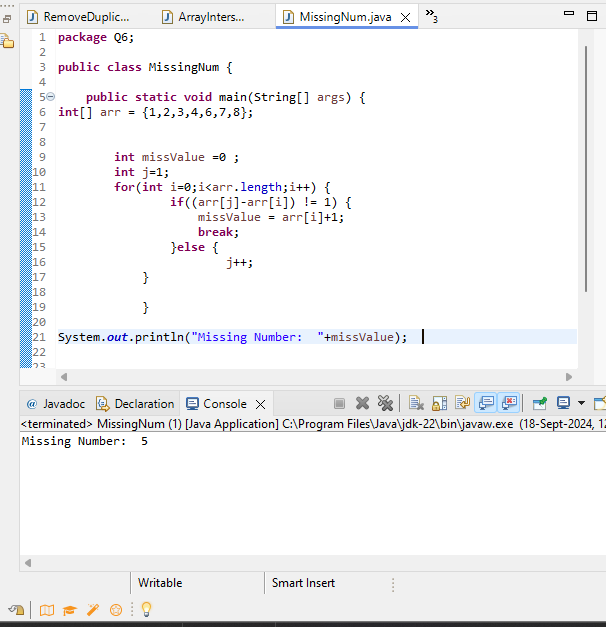 RemoveDuplic... ArrayInters... MissingNum.java 3
1 package Q6;
2
3 public class MissingNum {
4
5 public static void main(String[] args) {
6 int[] arr = {1,2,3,4,6,7,8};
7
8
9 int missValue =0 ;
10 int j=1;
11 for(int i=0;i<arr.length;i++) {
12 if((arr[j]-arr[i]) != 1) {
13 missValue = arr[i]+1;
14 break;
15 }else {
16 j++;
17 }
18
19 }
20
21 System.out.println("Missing Number:  "+missValue);
22
23
@ Javadoc Declaration Console
<terminated> MissingNum (1) [Java Application] C:\Program Files\Java\jdk-22\bin\javaw.exe (18-Sept-2024, 12
Missing Number:  5
Writable Smart Insert